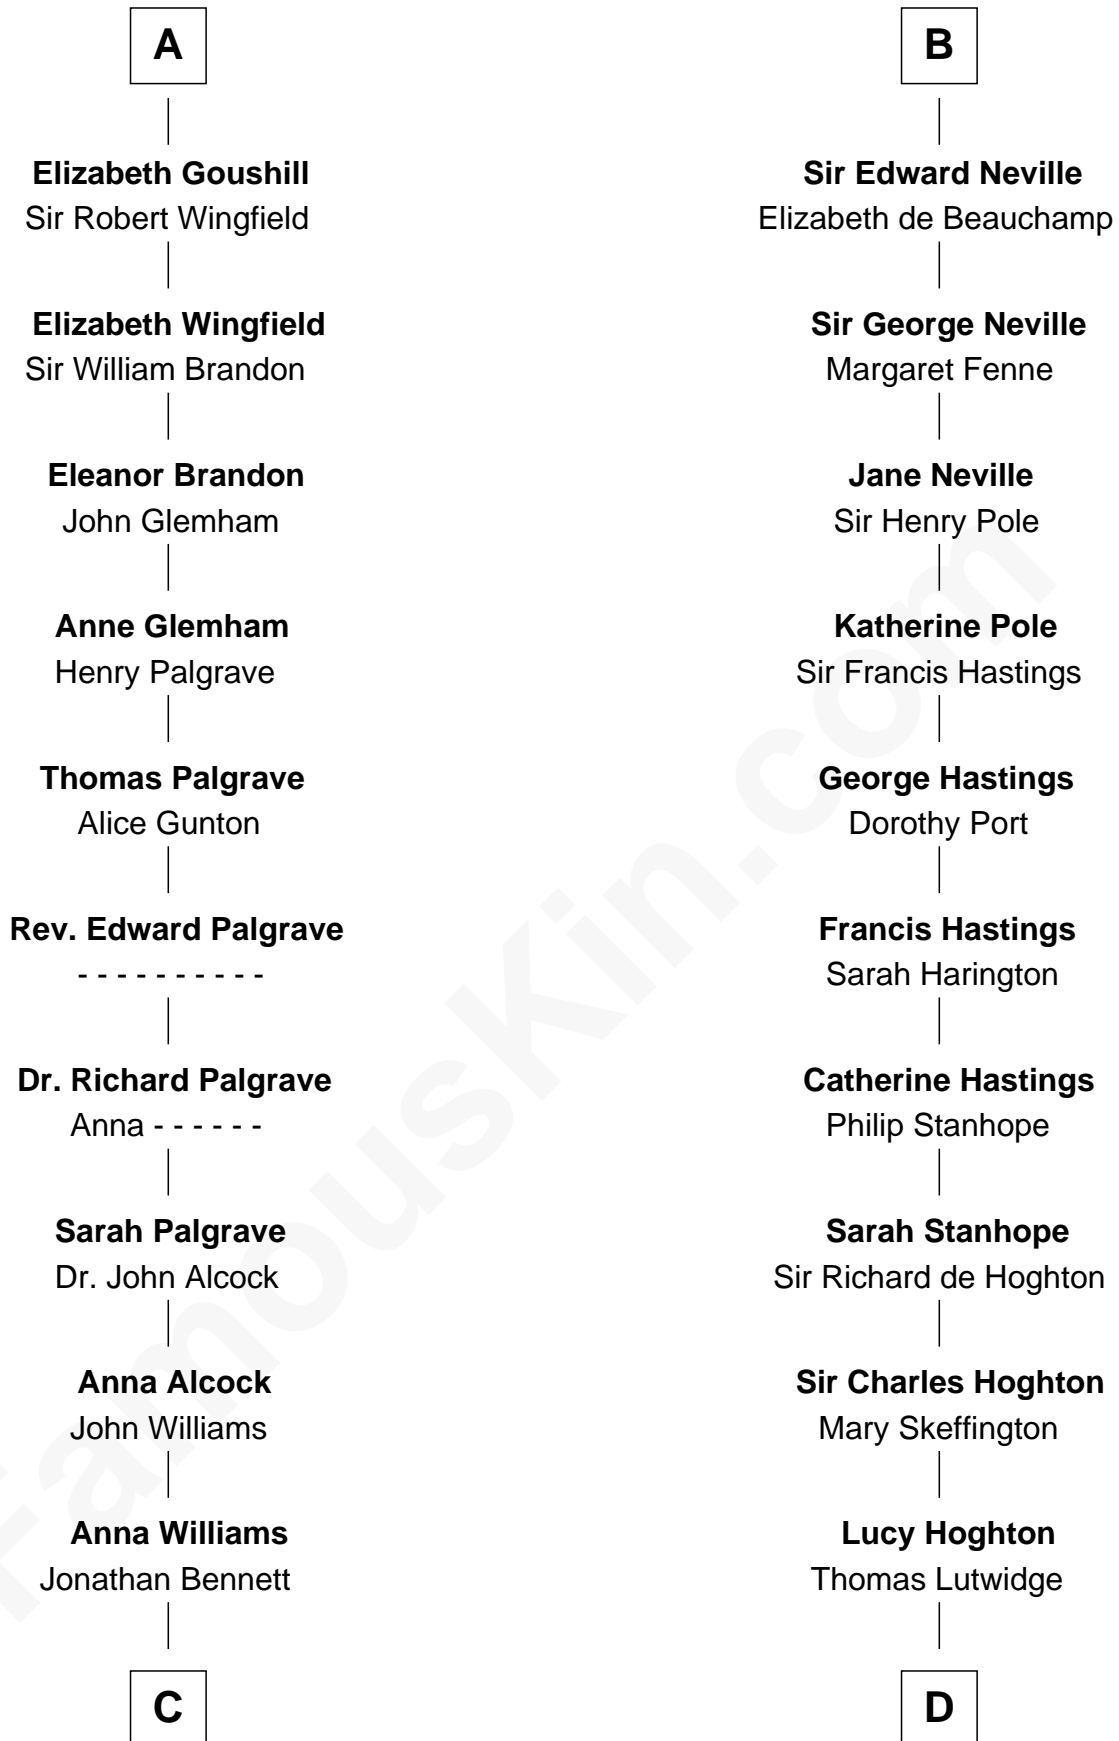 A
Elizabeth Goushill
Sir Robert Wingfield
Elizabeth Wingfield
Sir William Brandon
Eleanor Brandon
John Glemham
Anne Glemham
Henry Palgrave
Thomas Palgrave
Alice Gunton
Rev. Edward Palgrave
- - - - - - - - - -
Dr. Richard Palgrave
Anna - - - - - -
Sarah Palgrave
Dr. John Alcock
Anna Alcock
John Williams
Anna Williams
Jonathan Bennett
C
B
Sir Edward Neville
Elizabeth de Beauchamp
Sir George Neville
Margaret Fenne
Jane Neville
Sir Henry Pole
Katherine Pole
Sir Francis Hastings
George Hastings
Dorothy Port
Francis Hastings
Sarah Harington
Catherine Hastings
Philip Stanhope
Sarah Stanhope
Sir Richard de Hoghton
Sir Charles Hoghton
Mary Skeffington
Lucy Hoghton
Thomas Lutwidge
D
FamousKin.com